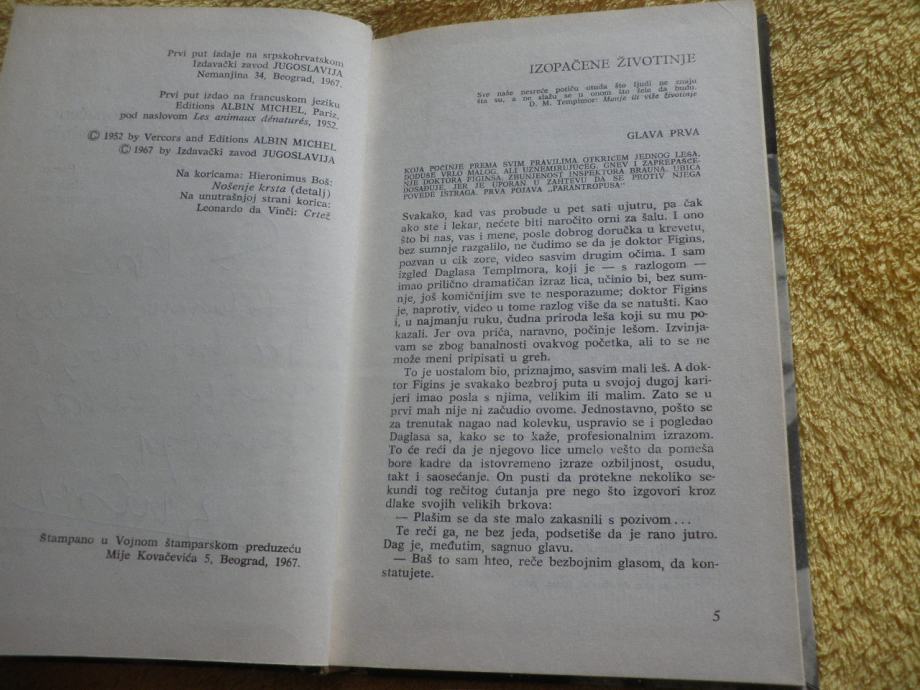 Prvi put izdaje na srpskohrvatskom
Izdavački zavod JUGOSLAVIJA
Nemanjina 34, Beograd, 1967.
Prvi put izdao na francuskom jeziku
Editions ALBIN MICHEL, Pariz,
pod naslovom Les animaux dénaturés, 1952.
© 1952 by Vercors and Editions ALBIN MICHEL
© 1967 by Izdavački zavod JUGOSLAVIJA
Na koricama: Hieronimus Boš:
Nošenje krsta (detalj)
Na unutrašnjoj strani korica:
Leonardo da Vinči: Crtež
Štampano u Vojnom štamparskom preduzeću
Mije Kovačevića 5, Beograd, 1967.
IZOPAČENE ŽIVOTINJE
Sve naše nesreće potiču otuda što ljudi ne znaju
šta su, a ne slažu se u onom što žele da budu.
D. M. Templmor: Manje ili više životinje
GLAVA PRVA
KOJA POČINJE PREMA SVIM PRAVILIMA OTKRIĆEM JEDNOG LEŠA,
DODUŠE VRLO MALOG, ALI UZNEMIRUJUĆEG. GNEV I ZAPREPAŠĆE-
NJE DOKTORA FIGINSA. ZBUNJENOST INSPEKTORA BRAUNA. UBICA
DOSAĐUJE, JER JE UPORAN U ZAHTEVU DA SE PROTIV NJEGA
POVEDE ISTRAGA. PRVA POJAVA „PARANTROPUSA“
Svakako, kad vas probude u pet sati ujutru, pa čak
ako ste i lekar, nećete biti naročito orni za šalu. I ono
što bi nas, vas i mene, posle dobrog doručka u krevetu,
bez sumnje razgalilo, ne čudimo se da je doktor Figins,
pozvan u cik zore, video sasvim drugim očima. I sam
izgled Daglasa Templmora, koji je — s razlogom —
imao prilično dramatičan izraz lica, učinio bi, bez sum-
nje, još komičnijim sve te nesporazume; doktor Figins
je, naprotiv, video u tome razlog više da se natušti. Kao
i, u najmanju ruku, čudna priroda leša koji su mu po-
kazali. Jer ova priča, naravno, počinje lešom. Izvinja-
vam se zbog banalnosti ovakvog početka, ali to se ne
može meni pripisati u greh.
To je uostalom bio, priznajmo, sasvim mali leš. A dok-
tor Figins je svakako bezbroj puta u svojoj dugoj kari-
jeri imao posla s njima, velikim ili malim. Zato se u
prvi mah nije ni začudio ovome. Jednostavno, pošto se
za trenutak nagao nad kolevku, uspravio se i pogledao
Daglasa sa, kako se to kaže, profesionalnim izrazom.
To će reći da je njegovo lice umelo vešto da pomeša
bore kadre da istovremeno izraze ozbiljnost, osudu,
takt i saosećanje. On pusti da protekne nekoliko se-
kundi tog rečitog ćutanja pre nego što izgovori kroz
dlake svojih velikih brkova:
— Plašim se da ste malo zakasnili s pozivom...
Te reči ga, ne bez jeda, podsetiše da je rano jutro.
Dag je, međutim, sagnuo glavu.
— Baš to sam hteo, reče bezbojnim glasom, da kon-
statujete.
5